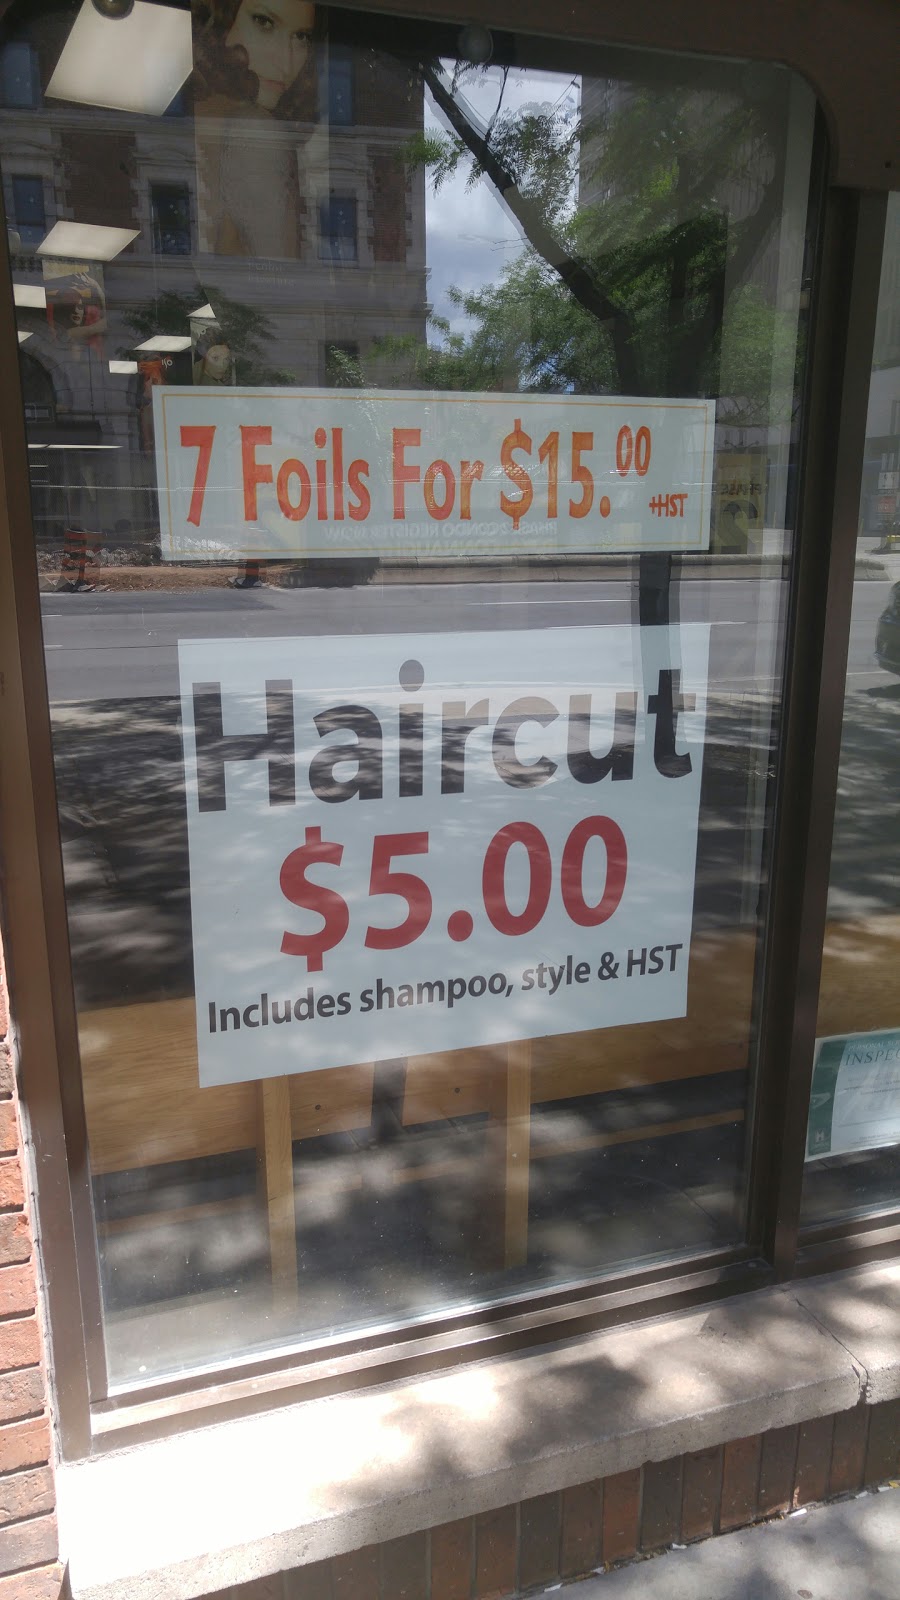 7 Foils For $15.00 +HST
Haircut
$5.00
Includes shampoo, style & HST